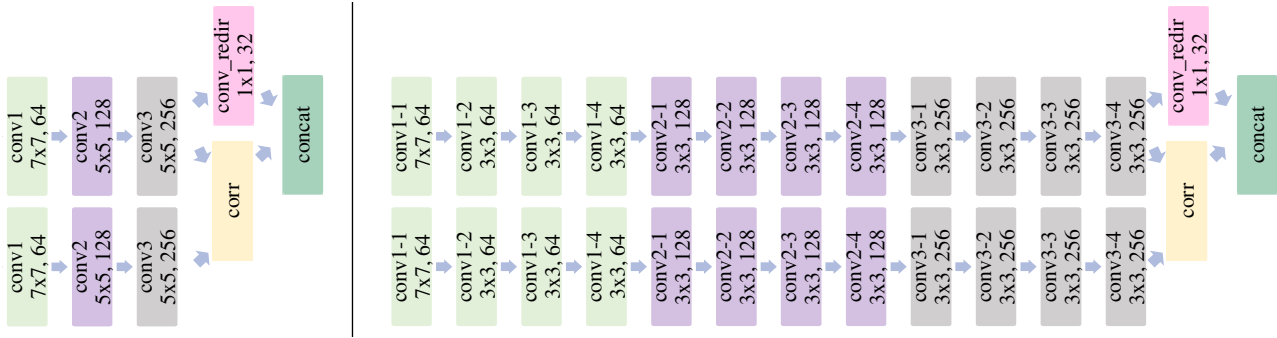 conv1
7x7, 64
conv2
5x5, 128
conv3
5x5, 256
conv_redir
1x1, 32
corr
concat
conv1
7x7, 64
conv2
5x5, 128
conv3
5x5, 256
conv1-1
7x7, 64
conv1-2
3x3, 64
conv1-3
3x3, 64
conv1-4
3x3, 64
conv2-1
3x3, 128
conv2-2
3x3, 128
conv2-3
3x3, 128
conv2-4
3x3, 128
conv3-1
3x3, 256
conv3-2
3x3, 256
conv3-3
3x3, 256
conv3-4
3x3, 256
conv_redir
1x1, 32
corr
concat
conv1-1
7x7, 64
conv1-2
3x3, 64
conv1-3
3x3, 64
conv1-4
3x3, 64
conv2-1
3x3, 128
conv2-2
3x3, 128
conv2-3
3x3, 128
conv2-4
3x3, 128
conv3-1
3x3, 256
conv3-2
3x3, 256
conv3-3
3x3, 256
conv3-4
3x3, 256